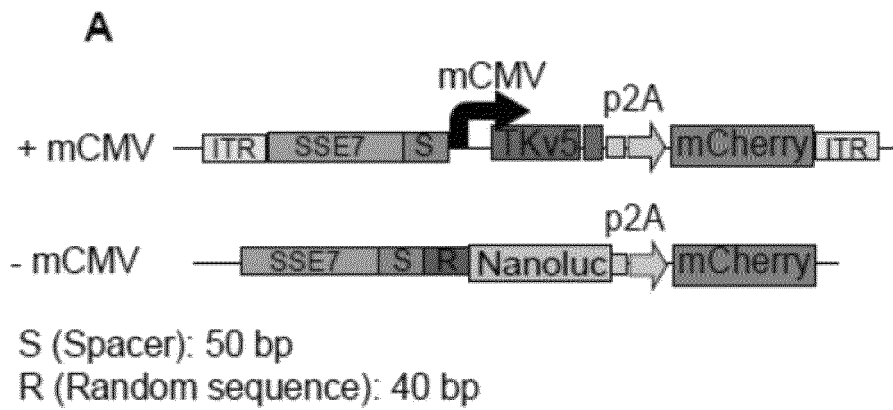 A
mCMV
p2A
+ mCMV ITR SSE7 S TKv5 mCherry ITR
p2A
- mCMV SSE7 S R Nanoluc mCherry
S (Spacer): 50 bp
R (Random sequence): 40 bp